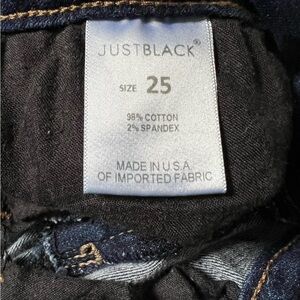 JUSTBLACK®
SIZE 25
98% COTTON
2% SPANDEX
MADE IN U.S.A
OF IMPORTED FABRIC